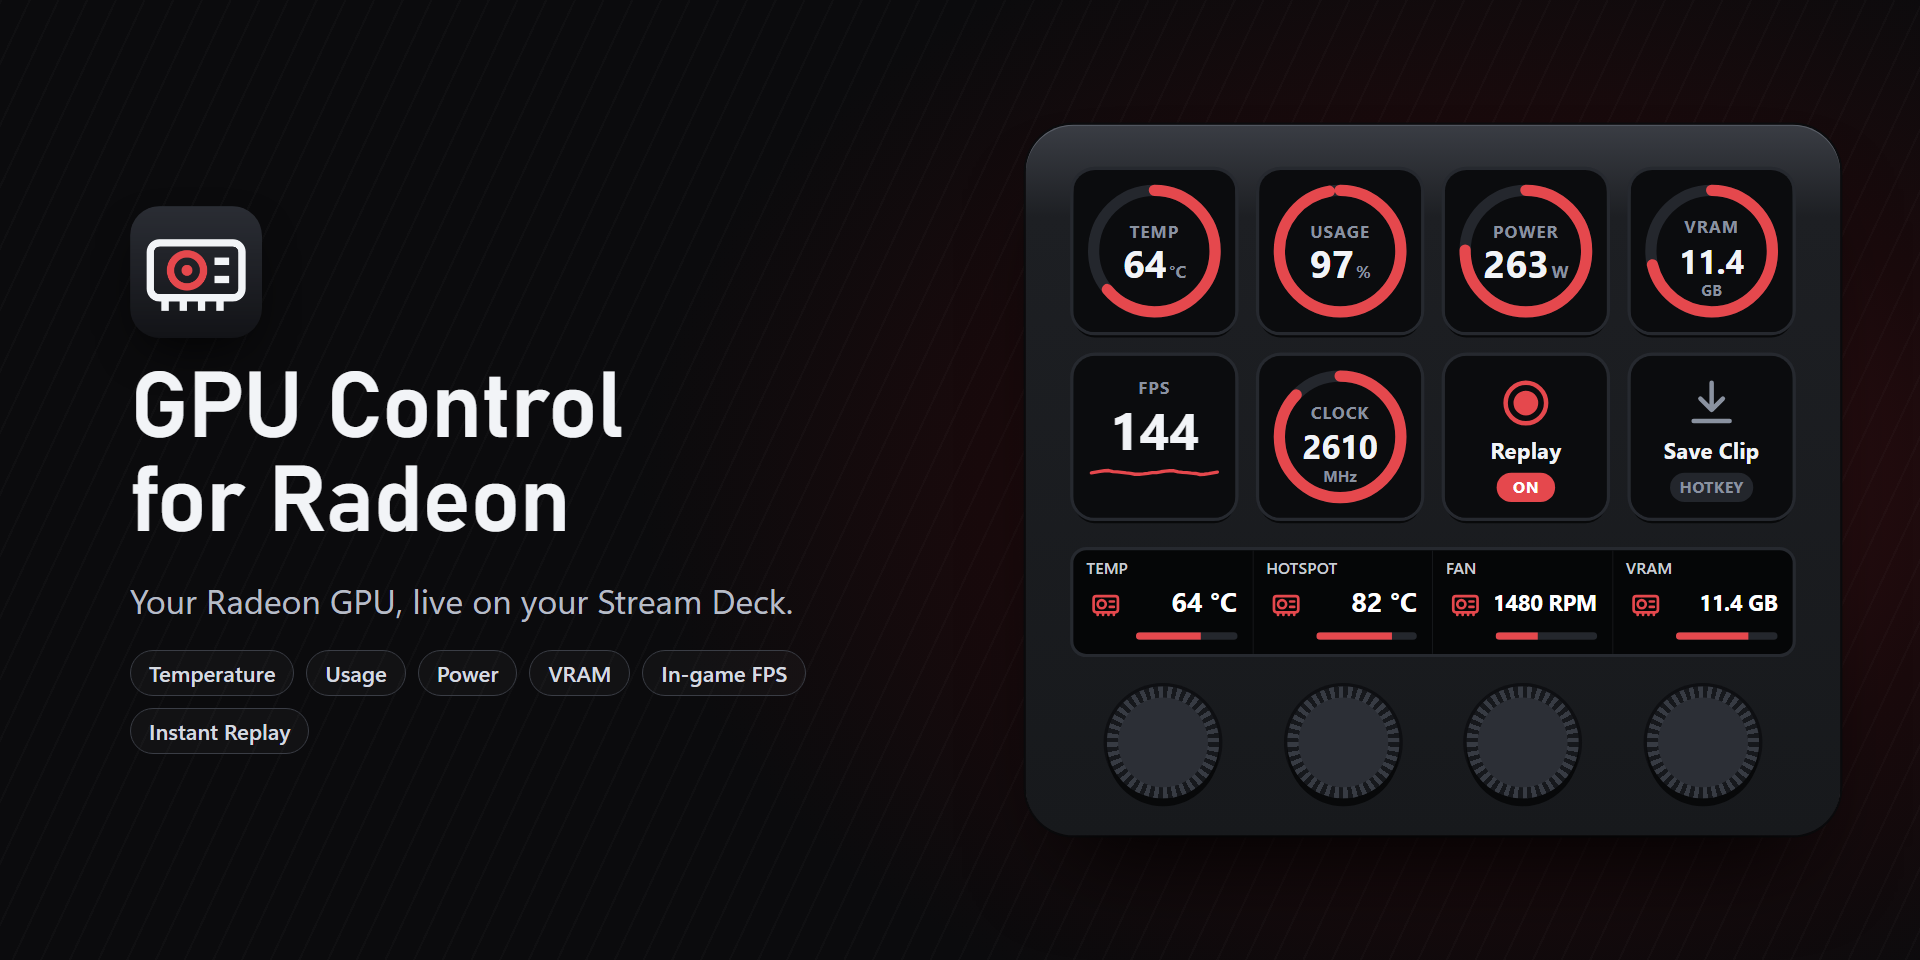 GPU Control
for Radeon
Your Radeon GPU, live on your Stream Deck.
Temperature
Usage
Power
VRAM
In-game FPS
Instant Replay
TEMP
64 °C
USAGE
97 %
POWER
263 W
VRAM
11.4
GB
FPS
144
CLOCK
2610
MHz
Replay
ON
Save Clip
HOTKEY
TEMP
64 °C
HOTSPOT
82 °C
FAN
1480 RPM
VRAM
11.4 GB